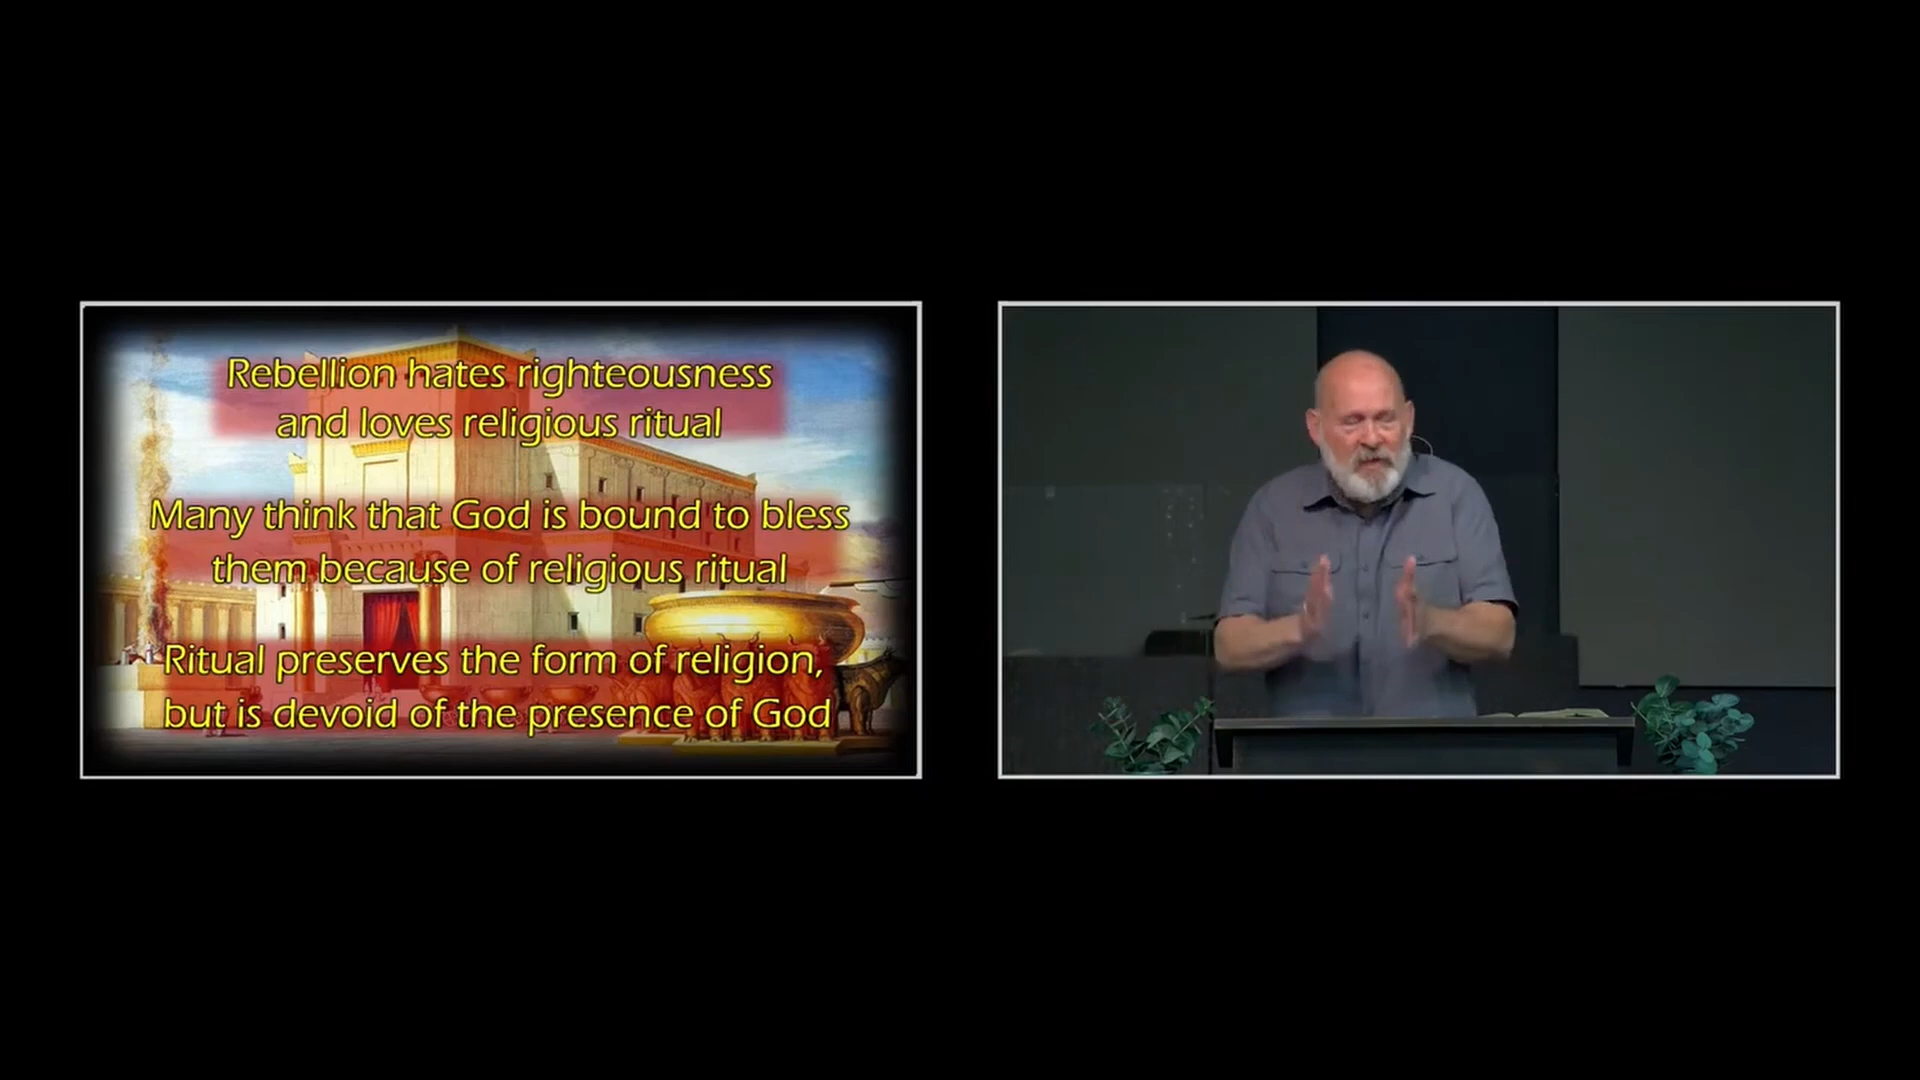 Rebellion hates righteousness
and loves religious ritual
Many think that God is bound to bless
them because of religious ritual
Ritual preserves the form of religion,
but is devoid of the presence of God